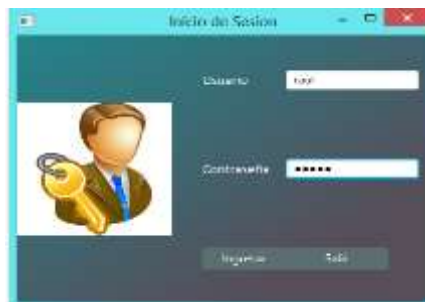 Inicio de Sesion
Usuario
Contraseña •••••
Ingresar Salir